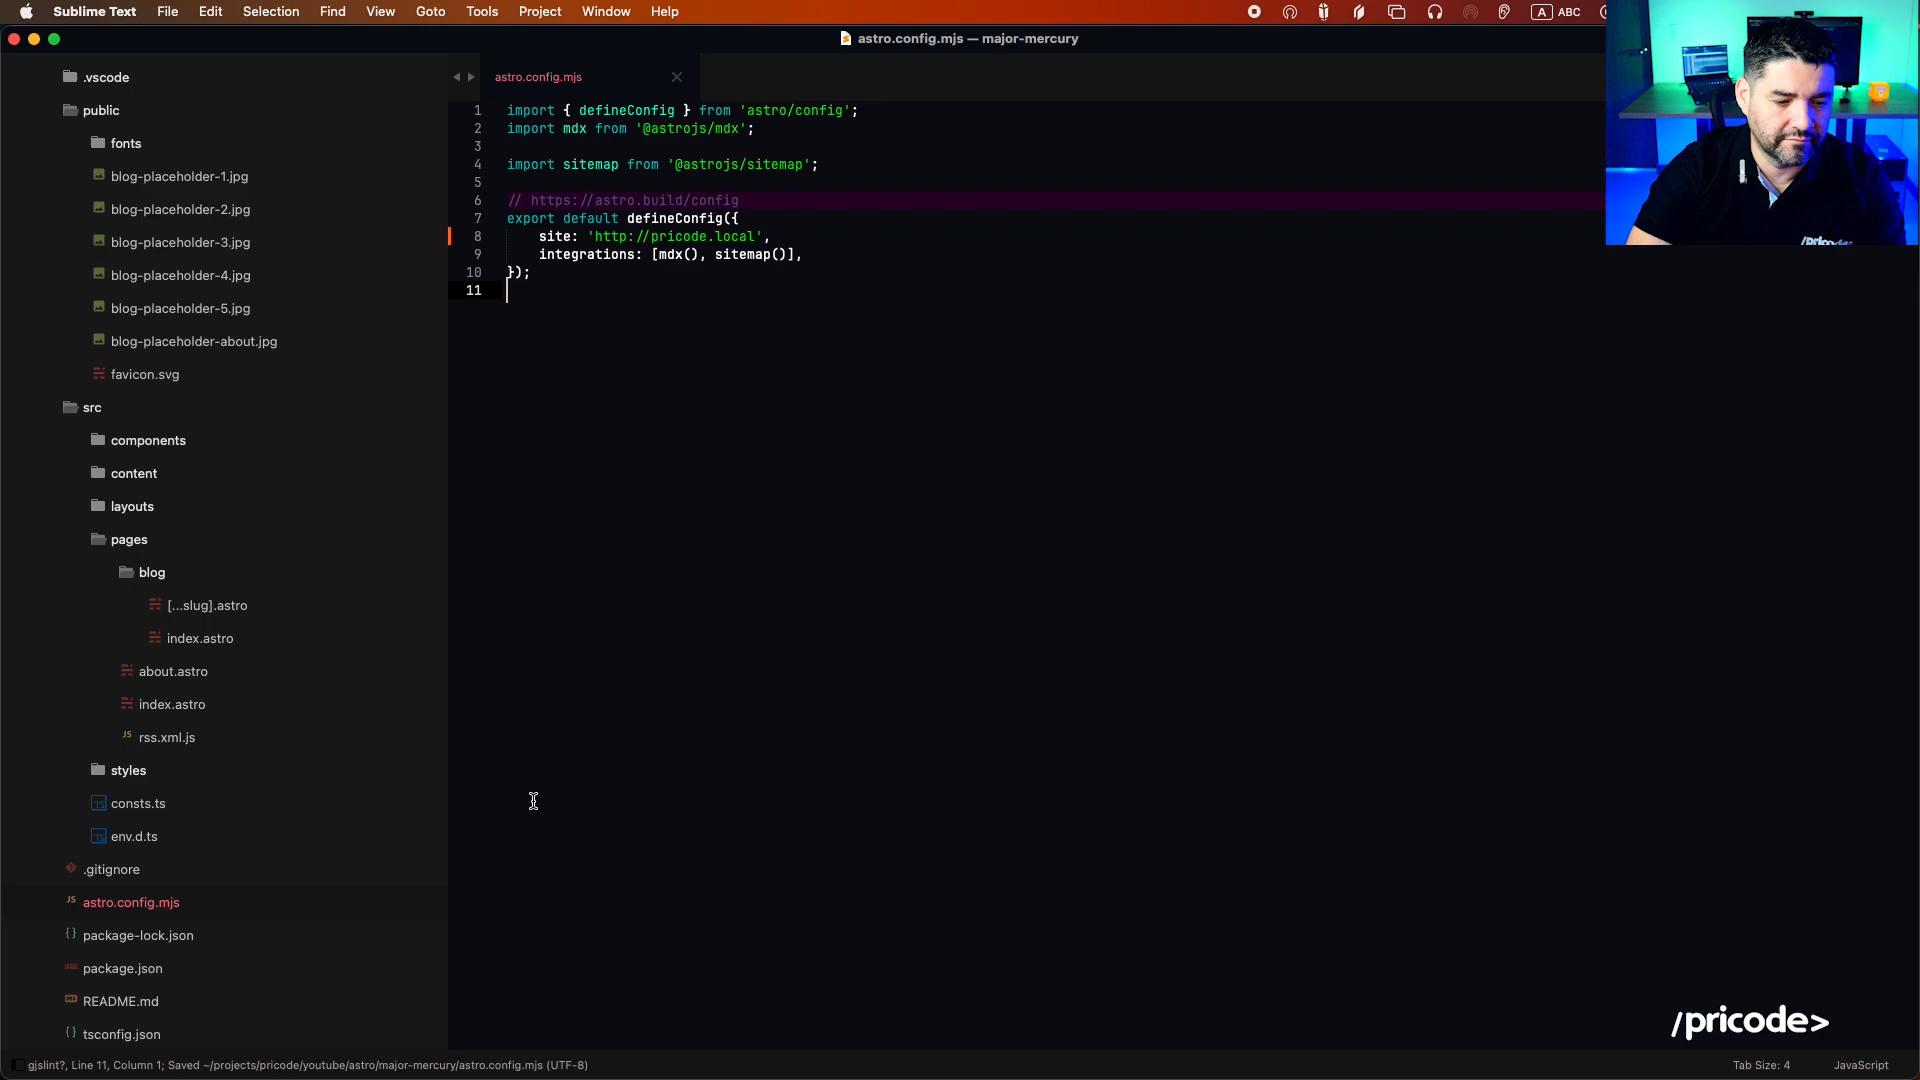 Sublime Text File Edit Selection Find View Goto Tools Project Window Help A ABC
astro.config.mjs — major-mercury
.vscode
public
fonts
blog-placeholder-1.jpg
blog-placeholder-2.jpg
blog-placeholder-3.jpg
blog-placeholder-4.jpg
blog-placeholder-5.jpg
blog-placeholder-about.jpg
favicon.svg
src
components
content
layouts
pages
blog
[...slug].astro
index.astro
about.astro
index.astro
JS rss.xml.js
styles
TS consts.ts
TS env.d.ts
.gitignore
JS astro.config.mjs
{} package-lock.json
package.json
README.md
{} tsconfig.json
astro.config.mjs
1 import { defineConfig } from 'astro/config';
2 import mdx from '@astrojs/mdx';
3
4 import sitemap from '@astrojs/sitemap';
5
6 // https://astro.build/config
7 export default defineConfig({
8 site: 'http://pricode.local',
9 integrations: [mdx(), sitemap()],
10 });
11
/pricode>
gjslint?, Line 11, Column 1; Saved ~/projects/pricode/youtube/astro/major-mercury/astro.config.mjs (UTF-8) Tab Size: 4 JavaScript